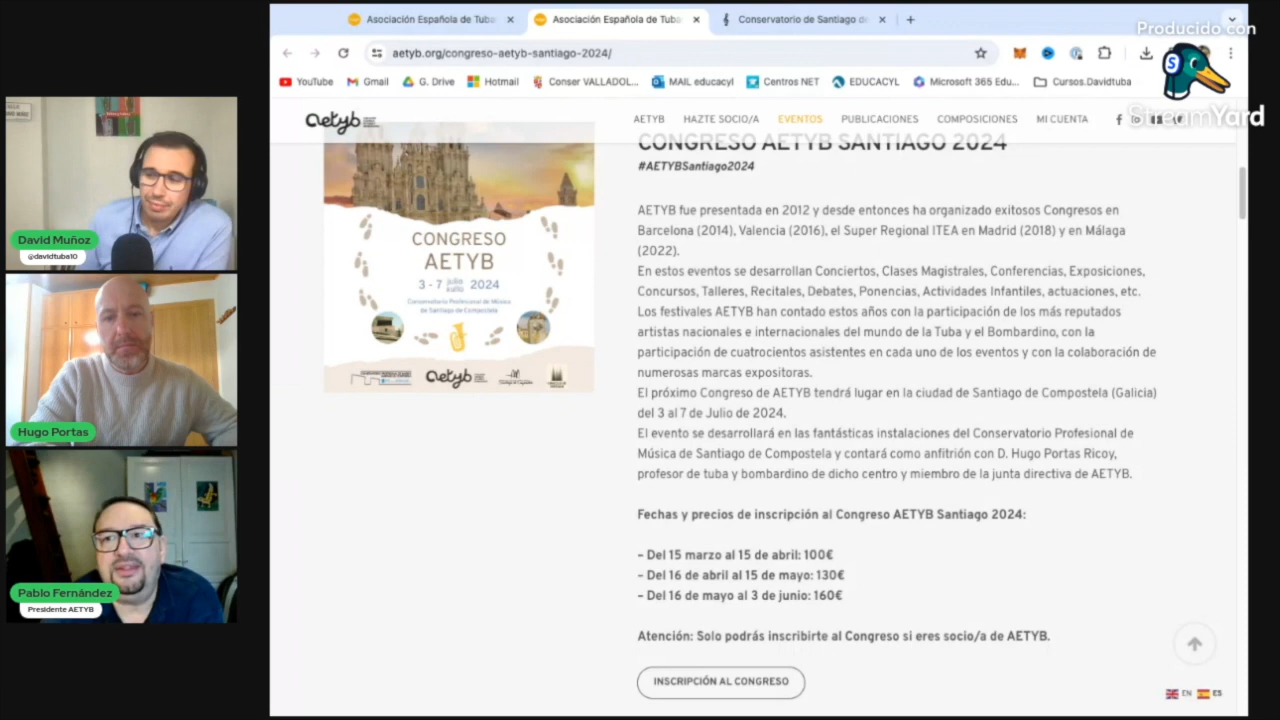 Asociación Española de Tuba
Asociación Española de Tuba
Conservatorio de Santiago de
Producido con
StreamYard
aetyb.org/congreso-aetyb-santiago-2024/
YouTube
Gmail
G. Drive
Hotmail
Conser VALLADOL...
MAIL educacyl
Centros NET
EDUCACYL
Microsoft 365 Edu...
Cursos.Davidtuba
aetyb
AETYB
HAZTE SOCIO/A
EVENTOS
PUBLICACIONES
COMPOSICIONES
MI CUENTA
CONGRESO AETYB SANTIAGO 2024
#AETYBSantiago2024
AETYB fue presentada en 2012 y desde entonces ha organizado exitosos Congresos en
Barcelona (2014), Valencia (2016), el Super Regional ITEA en Madrid (2018) y en Málaga
(2022).
En estos eventos se desarrollan Conciertos, Clases Magistrales, Conferencias, Exposiciones,
Concursos, Talleres, Recitales, Debates, Ponencias, Actividades Infantiles, actuaciones, etc.
Los festivales AETYB han contado estos años con la participación de los más reputados
artistas nacionales e internacionales del mundo de la Tuba y el Bombardino, con la
participación de cuatrocientos asistentes en cada uno de los eventos y con la colaboración de
numerosas marcas expositoras.
El próximo Congreso de AETYB tendrá lugar en la ciudad de Santiago de Compostela (Galicia)
del 3 al 7 de Julio de 2024.
El evento se desarrollará en las fantásticas instalaciones del Conservatorio Profesional de
Música de Santiago de Compostela y contará como anfitrión con D. Hugo Portas Ricoy,
profesor de tuba y bombardino de dicho centro y miembro de la junta directiva de AETYB.
Fechas y precios de inscripción al Congreso AETYB Santiago 2024:
- Del 15 marzo al 15 de abril: 100€
- Del 16 de abril al 15 de mayo: 130€
- Del 16 de mayo al 3 de junio: 160€
Atención: Solo podrás inscribirte al Congreso si eres socio/a de AETYB.
INSCRIPCIÓN AL CONGRESO
EN
ES
CONGRESO
AETYB
3 - 7 julio xullo 2024
Conservatorio Profesional de Música
de Santiago de Compostela
aetyb
David Muñoz
@davidtuba10
Hugo Portas
Pablo Fernández
Presidente AETYB